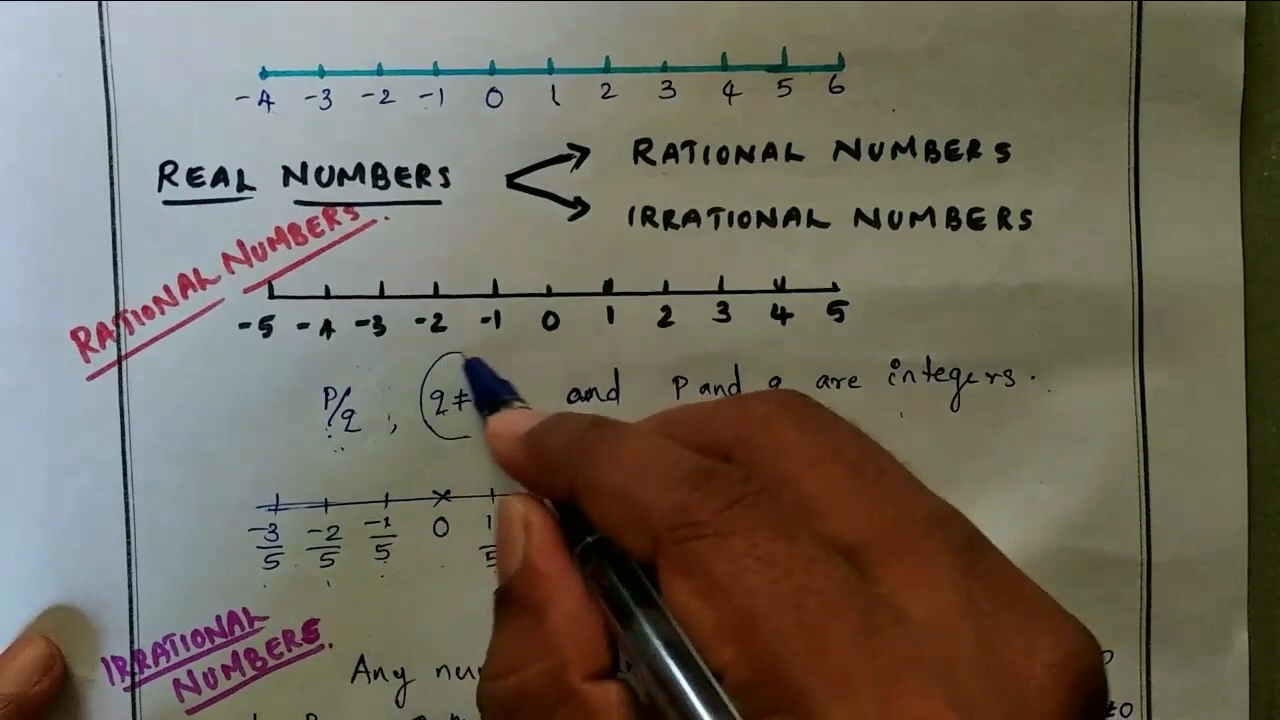 -4 -3 -2 -1 0 1 2 3 4 5 6
REAL NUMBERS
RATIONAL NUMBERS
IRRATIONAL NUMBERS
RATIONAL NUMBERS.
-5 -4 -3 -2 -1 0 1 2 3 4 5
P/q ; (q≠ and P and q are integers.
-3/5 -2/5 -1/5 0 1/5
IRRATIONAL
NUMBERS.
Any